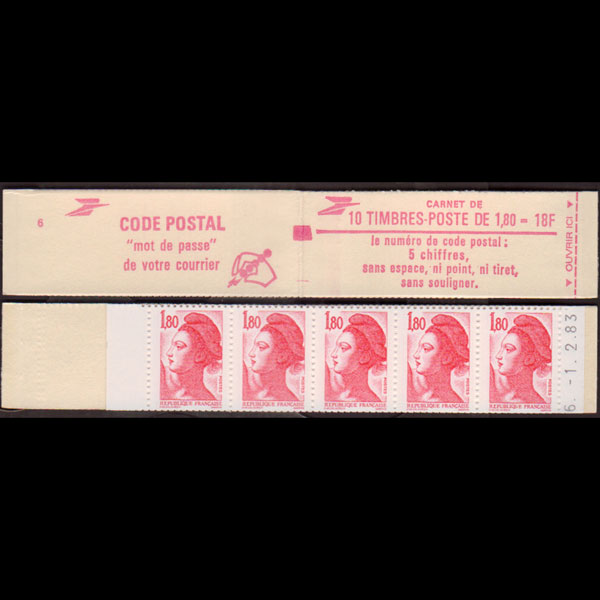 6
CODE POSTAL
"mot de passe"
de votre courrier
CARNET DE
10 TIMBRES-POSTE DE 1,80 = 18F
le numéro de code postal :
5 chiffres,
sans espace, ni point, ni tiret,
sans souligner.
OUVRIR ICI
1,80 1,80 1,80 1,80 1,80
REPUBLIQUE FRANÇAISE REPUBLIQUE FRANÇAISE REPUBLIQUE FRANÇAISE REPUBLIQUE FRANÇAISE REPUBLIQUE FRANÇAISE
6. -1.2.83